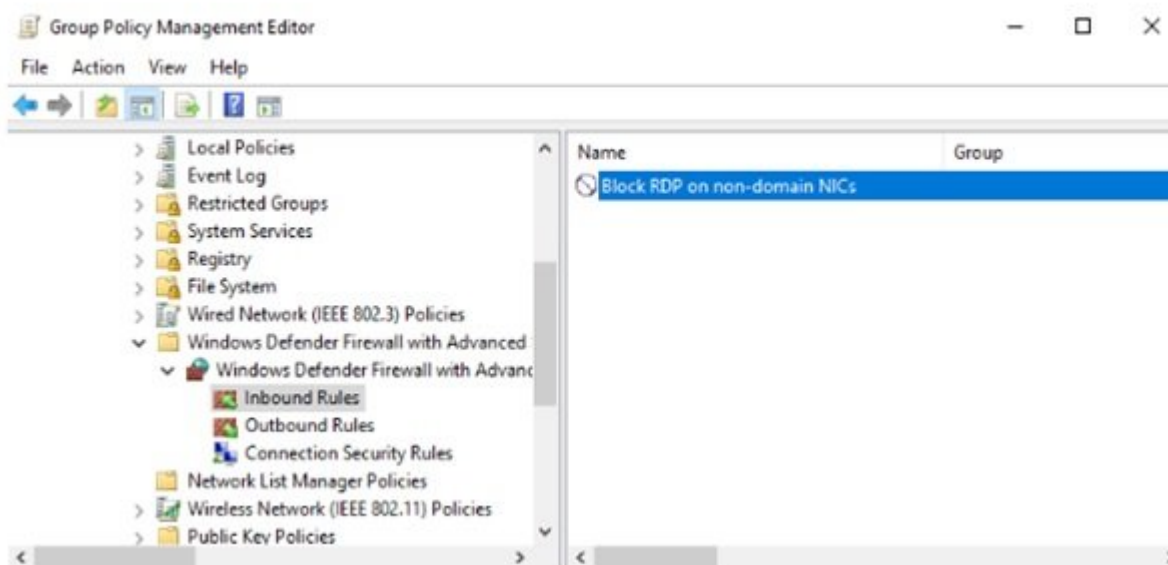 Group Policy Management Editor
File Action View Help
Local Policies
Event Log
Restricted Groups
System Services
Registry
File System
Wired Network (IEEE 802.3) Policies
Windows Defender Firewall with Advanced
Windows Defender Firewall with Advanc
Inbound Rules
Outbound Rules
Connection Security Rules
Network List Manager Policies
Wireless Network (IEEE 802.11) Policies
Public Key Policies
Name Group
Block RDP on non-domain NICs